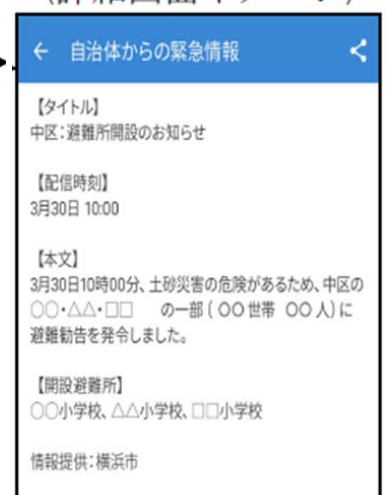 ← 自治体からの緊急情報
【タイトル】
中区:避難所開設のお知らせ
【配信時刻】
3月30日 10:00
【本文】
3月30日10時00分、土砂災害の危険があるため、中区の
○○・△△・□□ の一部 ( ○○ 世帯 ○○ 人) に
避難勧告を発令しました。
【開設避難所】
○○小学校、△△小学校、□□小学校
情報提供:横浜市